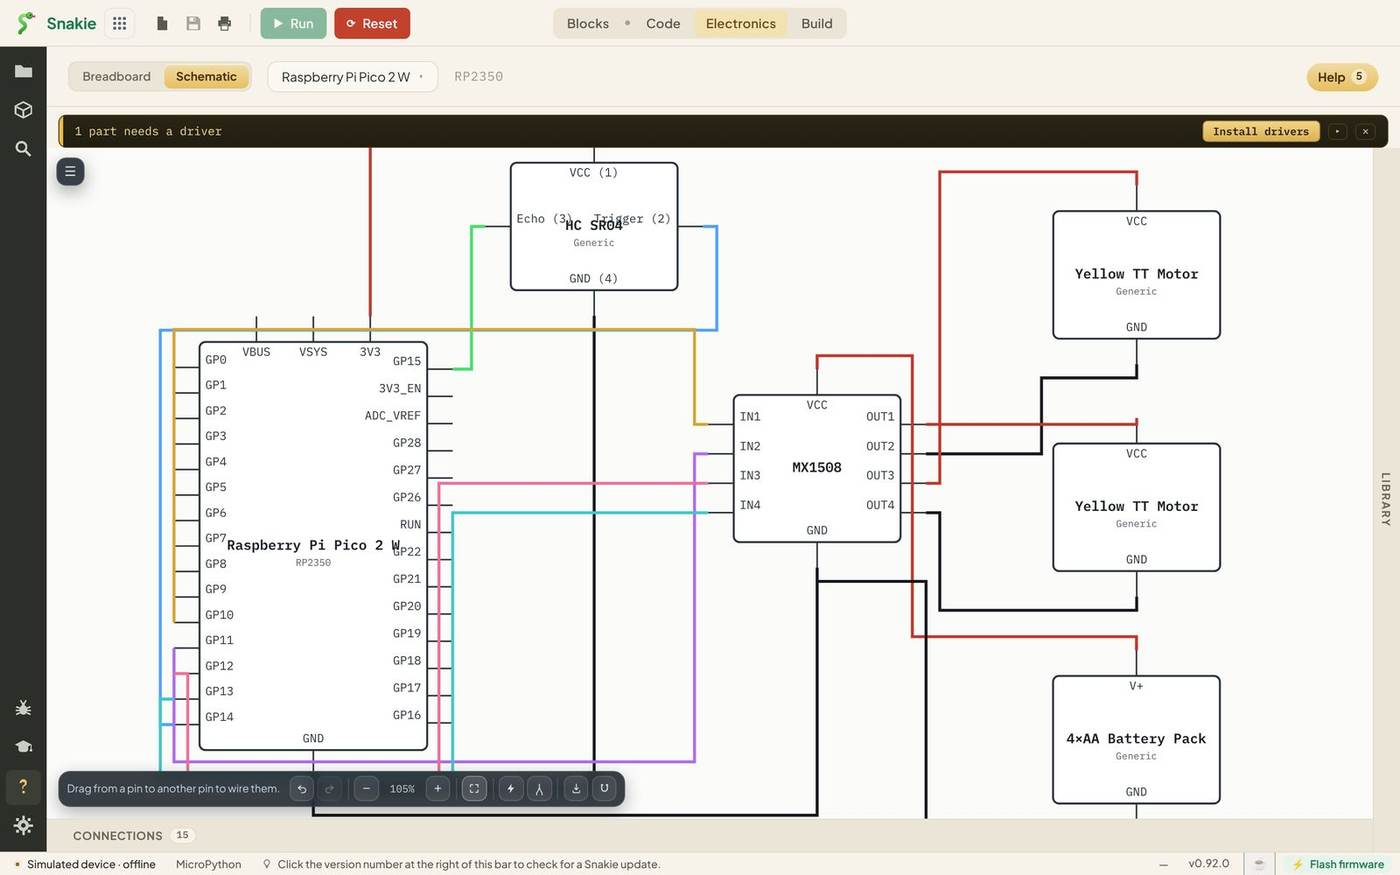 Snakie
Run
Reset
Blocks
Code
Electronics
Build
Breadboard
Schematic
Raspberry Pi Pico 2 W
RP2350
Help 5
1 part needs a driver
Install drivers
VCC (1)
Echo (3)
Trigger (2)
HC SR04
Generic
GND (4)
VCC
Yellow TT Motor
Generic
GND
VBUS
VSYS
3V3
GP0
GP1
GP2
GP3
GP4
GP5
GP6
GP7
GP8
GP9
GP10
GP11
GP12
GP13
GP14
GP15
3V3_EN
ADC_VREF
GP28
GP27
GP26
RUN
GP22
GP21
GP20
GP19
GP18
GP17
GP16
Raspberry Pi Pico 2 W
RP2350
GND
VCC
IN1
IN2
IN3
IN4
OUT1
OUT2
OUT3
OUT4
MX1508
GND
VCC
Yellow TT Motor
Generic
GND
V+
4×AA Battery Pack
Generic
GND
LIBRARY
Drag from a pin to another pin to wire them.
105%
CONNECTIONS 15
Simulated device · offline
MicroPython
Click the version number at the right of this bar to check for a Snakie update.
—
v0.92.0
Flash firmware